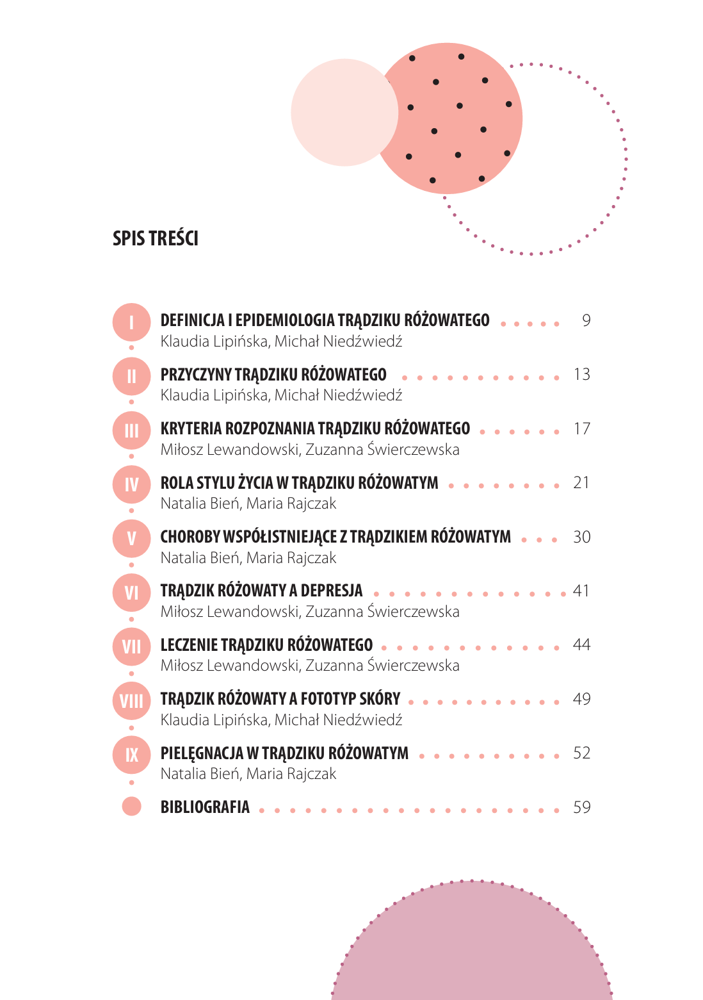 SPIS TREŚCI
I DEFINICJA I EPIDEMIOLOGIA TRĄDZIKU RÓŻOWATEGO 9
Klaudia Lipińska, Michał Niedźwiedź
II PRZYCZYNY TRĄDZIKU RÓŻOWATEGO 13
Klaudia Lipińska, Michał Niedźwiedź
III KRYTERIA ROZPOZNANIA TRĄDZIKU RÓŻOWATEGO 17
Miłosz Lewandowski, Zuzanna Świerczewska
IV ROLA STYLU ŻYCIA W TRĄDZIKU RÓŻOWATYM 21
Natalia Bień, Maria Rajczak
V CHOROBY WSPÓŁISTNIEJĄCE Z TRĄDZIKIEM RÓŻOWATYM 30
Natalia Bień, Maria Rajczak
VI TRĄDZIK RÓŻOWATY A DEPRESJA 41
Miłosz Lewandowski, Zuzanna Świerczewska
VII LECZENIE TRĄDZIKU RÓŻOWATEGO 44
Miłosz Lewandowski, Zuzanna Świerczewska
VIII TRĄDZIK RÓŻOWATY A FOTOTYP SKÓRY 49
Klaudia Lipińska, Michał Niedźwiedź
IX PIELĘGNACJA W TRĄDZIKU RÓŻOWATYM 52
Natalia Bień, Maria Rajczak
BIBLIOGRAFIA 59